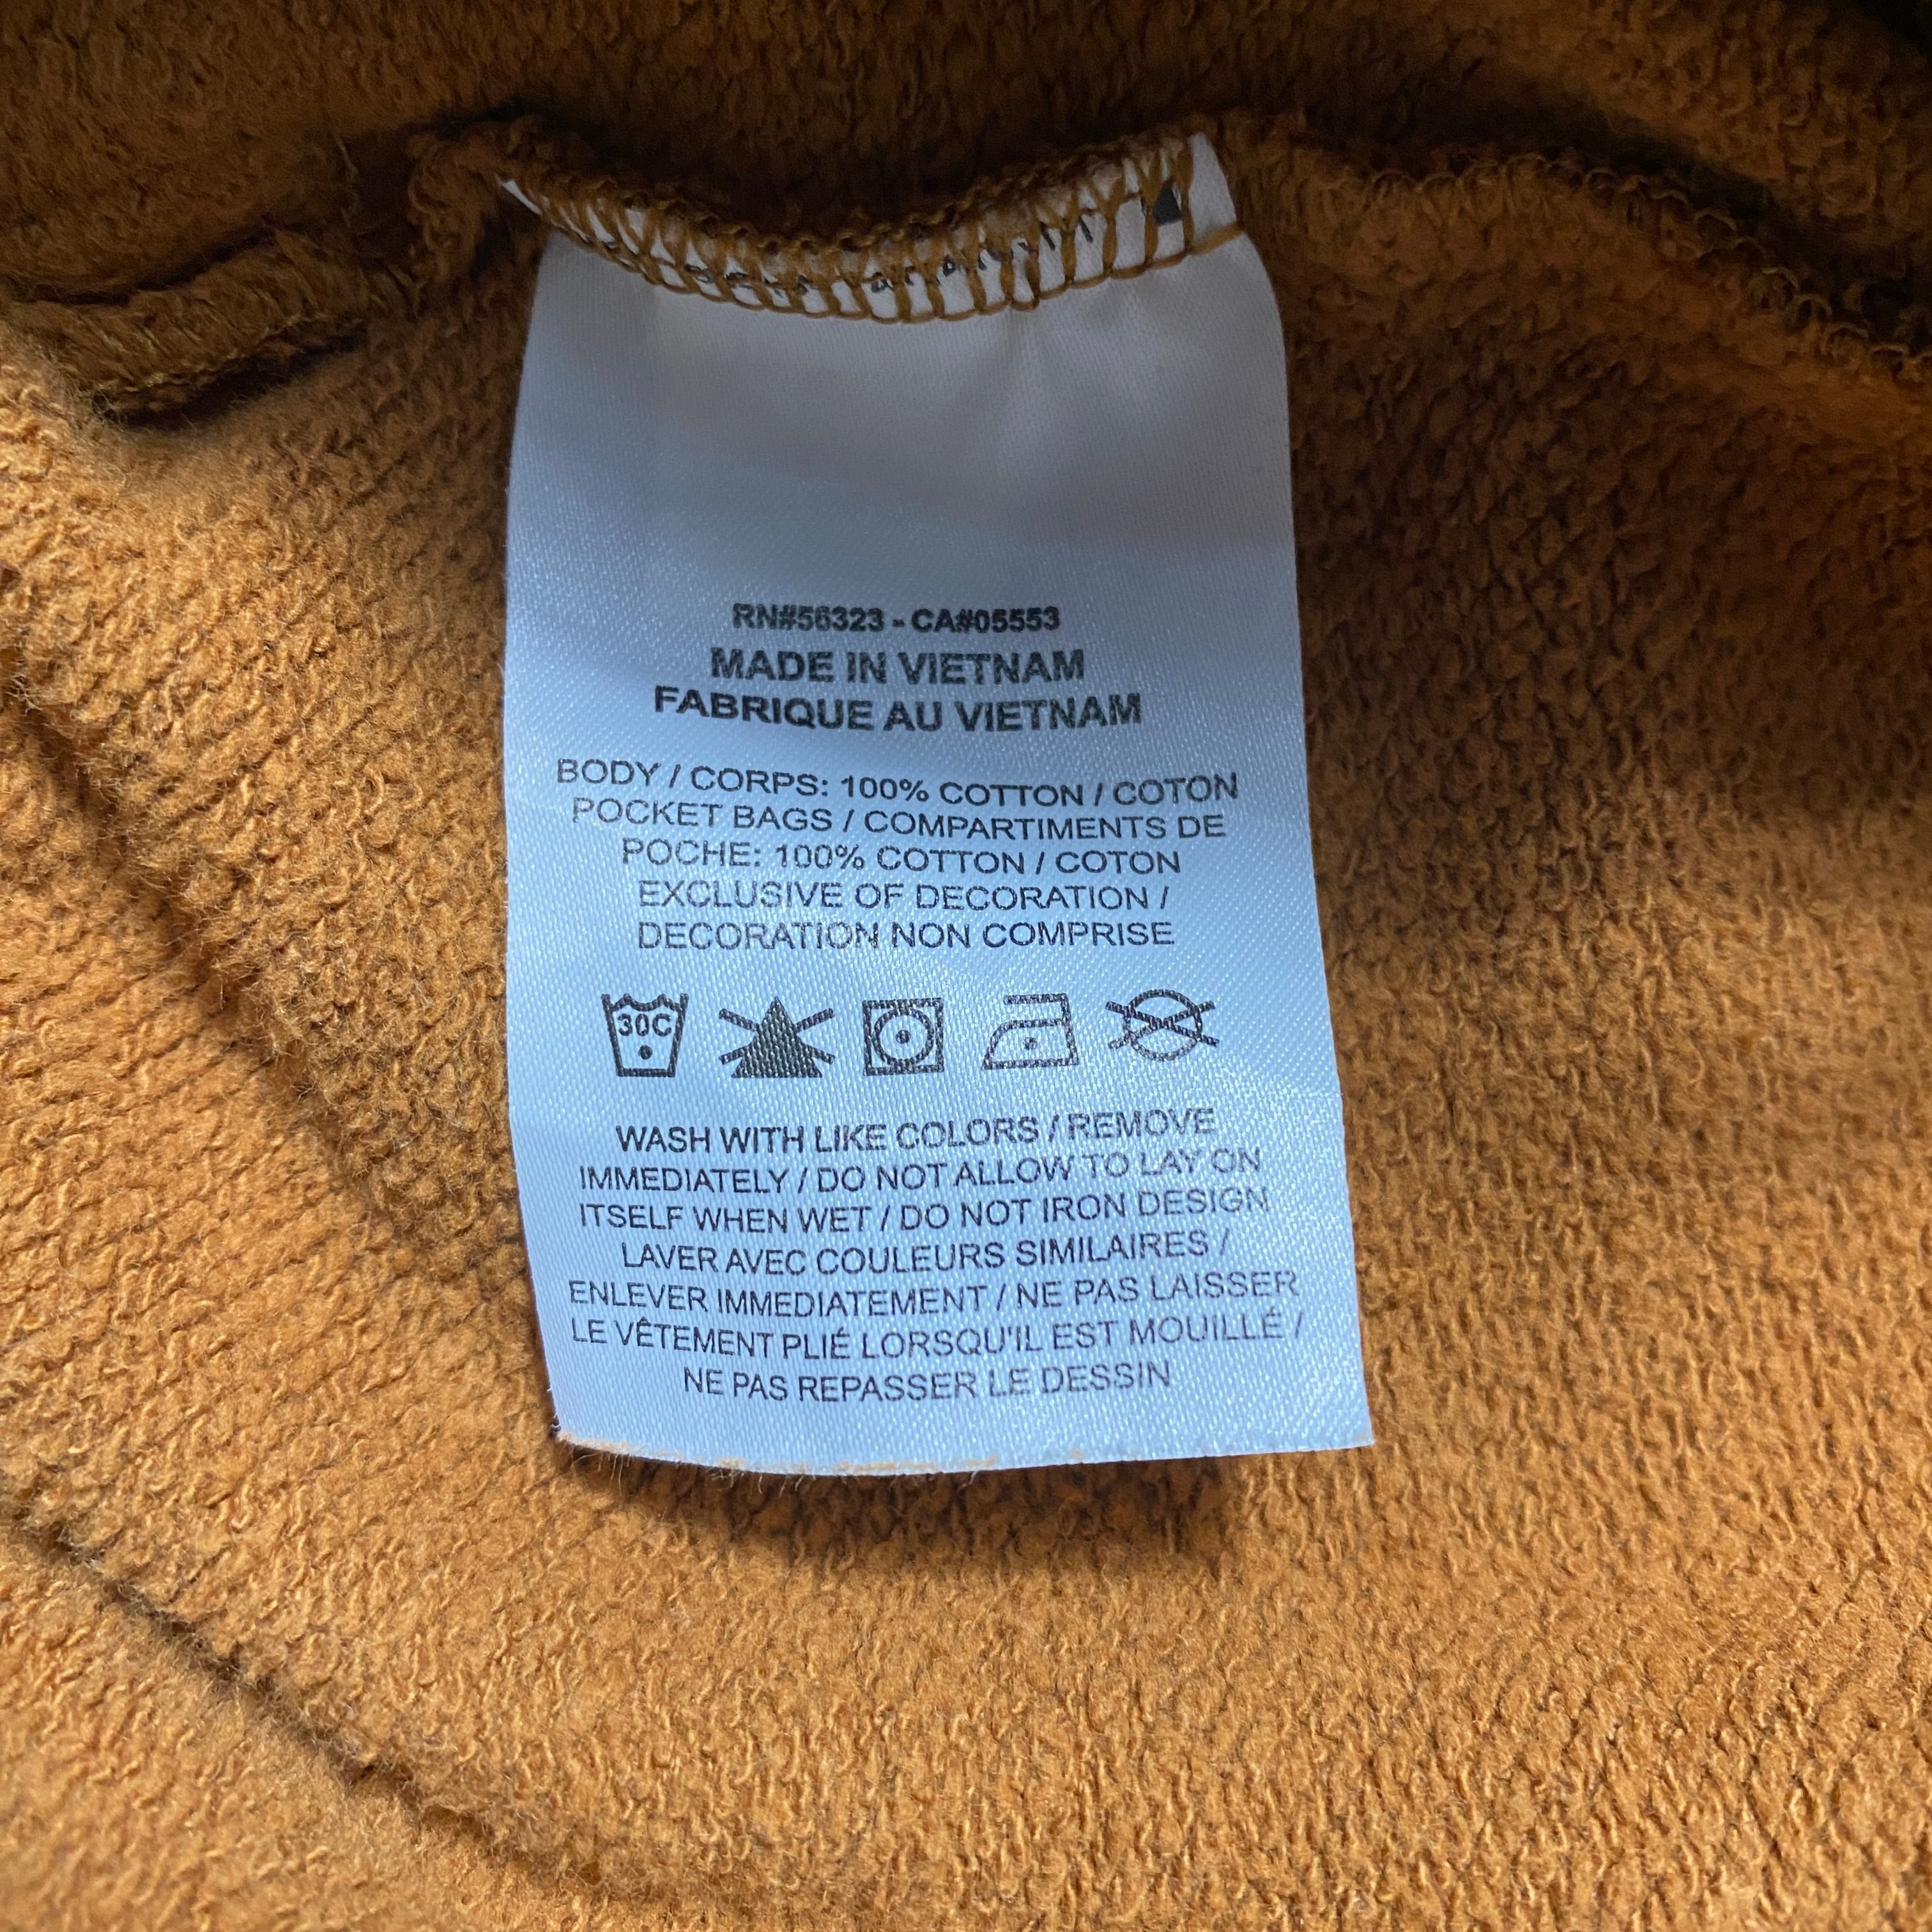 RN#56323 - CA#05553
MADE IN VIETNAM
FABRIQUE AU VIETNAM
BODY / CORPS: 100% COTTON / COTON
POCKET BAGS / COMPARTIMENTS DE
POCHE: 100% COTTON / COTON
EXCLUSIVE OF DECORATION /
DECORATION NON COMPRISE
30C
WASH WITH LIKE COLORS / REMOVE
IMMEDIATELY / DO NOT ALLOW TO LAY ON
ITSELF WHEN WET / DO NOT IRON DESIGN
LAVER AVEC COULEURS SIMILAIRES /
ENLEVER IMMEDIATEMENT / NE PAS LAISSER
LE VÊTEMENT PLIÉ LORSQU'IL EST MOUILLÉ /
NE PAS REPASSER LE DESSIN